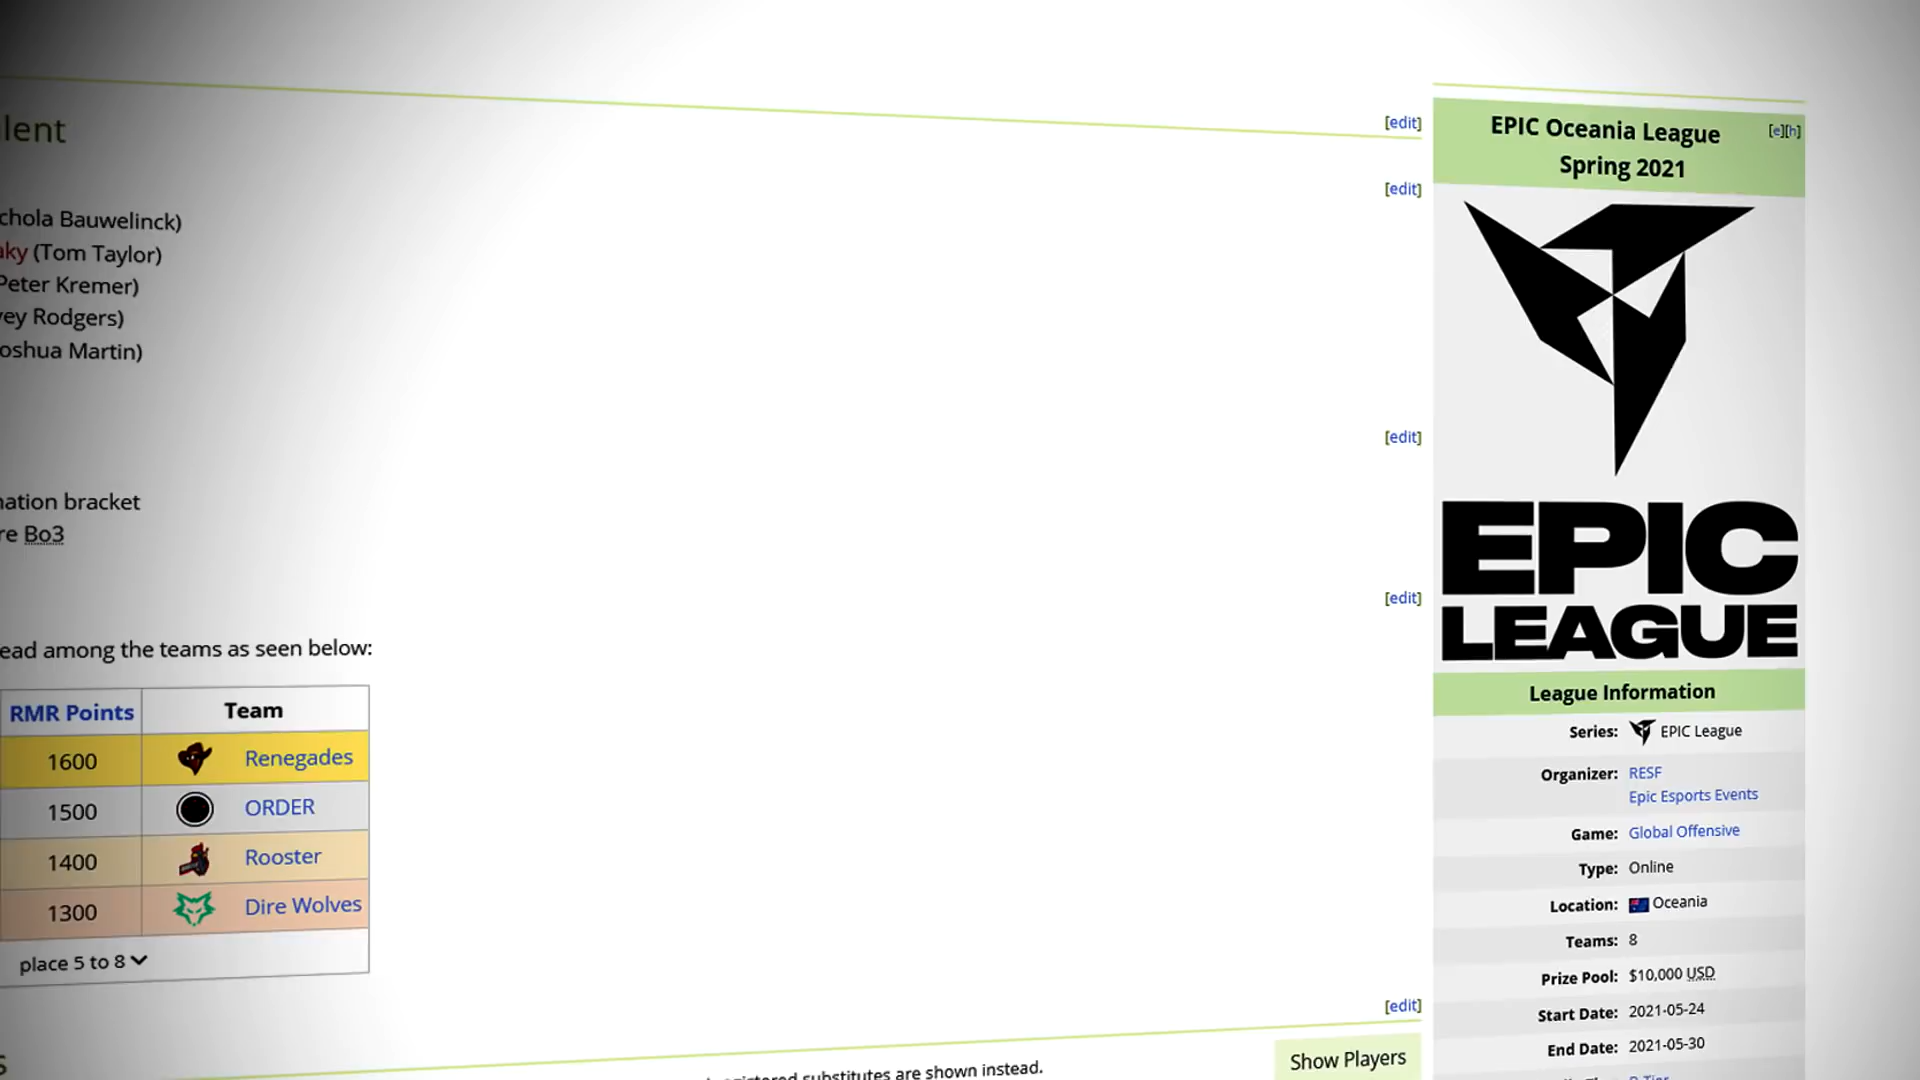 lent
[edit]
[edit]
chola Bauwelinck)
aky (Tom Taylor)
Peter Kremer)
vey Rodgers)
oshua Martin)
[edit]
nation bracket
re Bo3
[edit]
ead among the teams as seen below:
RMR Points Team
1600 Renegades
1500 ORDER
1400 Rooster
1300 Dire Wolves
place 5 to 8
[edit]
substitutes are shown instead.
Show Players
EPIC Oceania League
Spring 2021
[e][h]
EPIC
LEAGUE
League Information
Series: EPIC League
Organizer: RESF
Epic Esports Events
Game: Global Offensive
Type: Online
Location: Oceania
Teams: 8
Prize Pool: $10,000 USD
Start Date: 2021-05-24
End Date: 2021-05-30